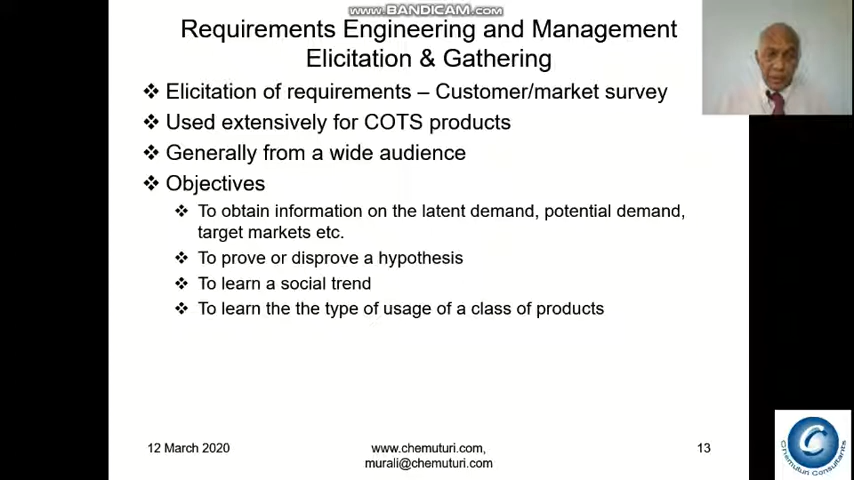 www.BANDICAM.com
Requirements Engineering and Management
Elicitation & Gathering
❖ Elicitation of requirements – Customer/market survey
❖ Used extensively for COTS products
❖ Generally from a wide audience
❖ Objectives
❖ To obtain information on the latent demand, potential demand,
target markets etc.
❖ To prove or disprove a hypothesis
❖ To learn a social trend
❖ To learn the the type of usage of a class of products
12 March 2020
www.chemuturi.com,
murali@chemuturi.com
13
C
Chemuturi Consultants